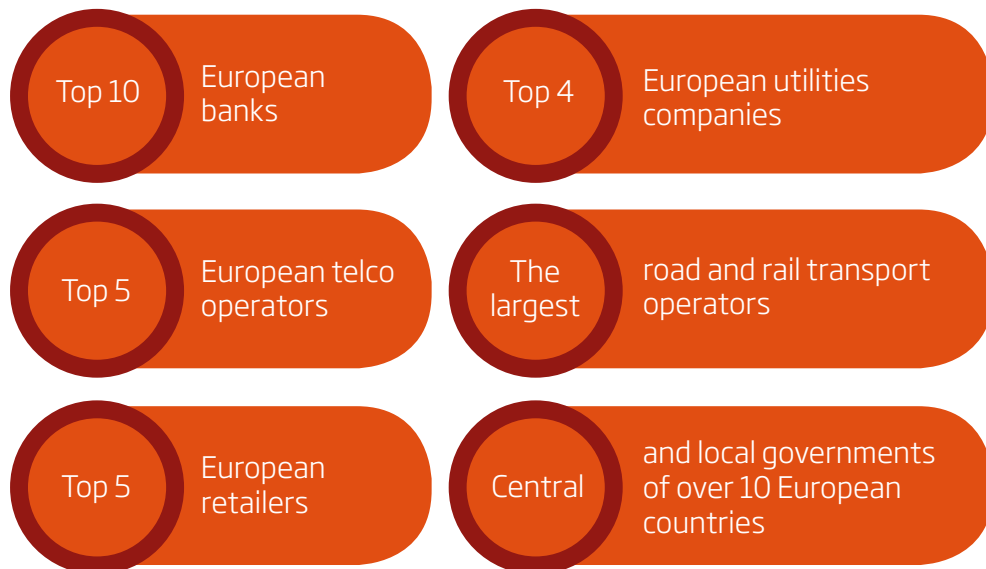 Top 10
European
banks
Top 4
European utilities
companies
Top 5
European telco
operators
The
largest
road and rail transport
operators
Top 5
European
retailers
Central
and local governments
of over 10 European
countries